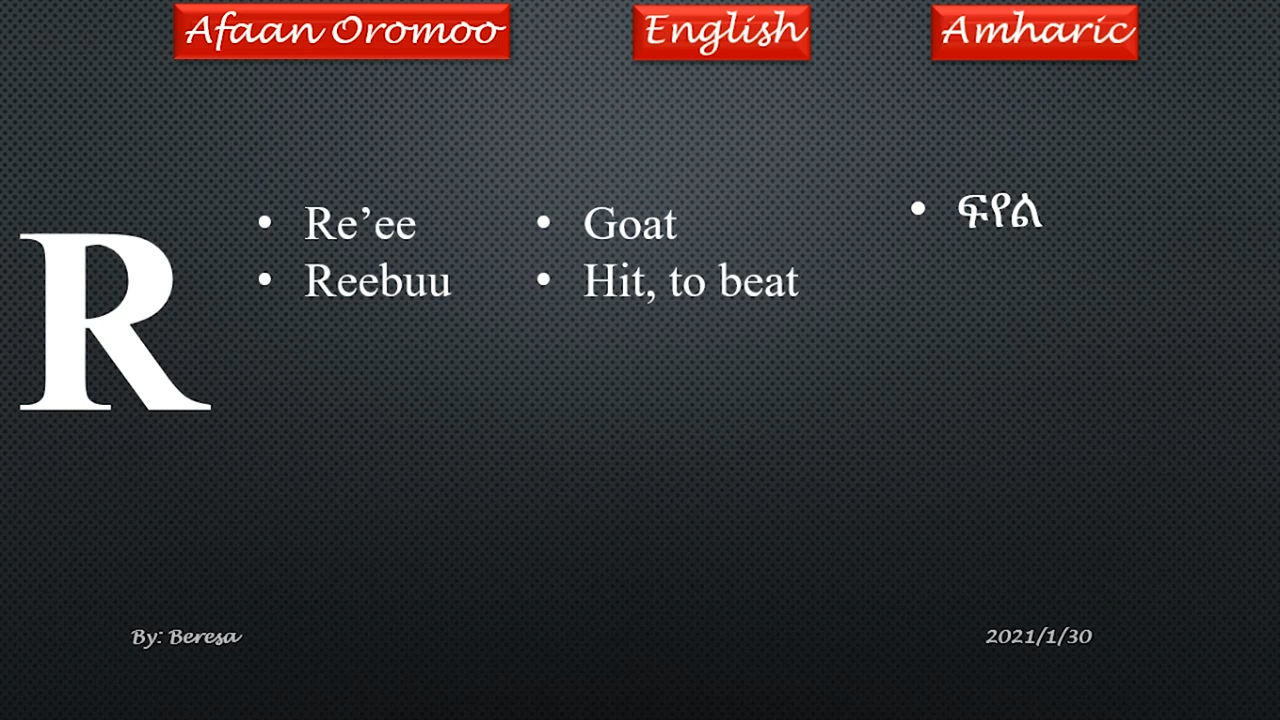 Afaan Oromoo English Amharic
R
• Re’ee
• Reebuu
• Goat
• Hit, to beat
• ፍየል
By: Beresa
2021/1/30